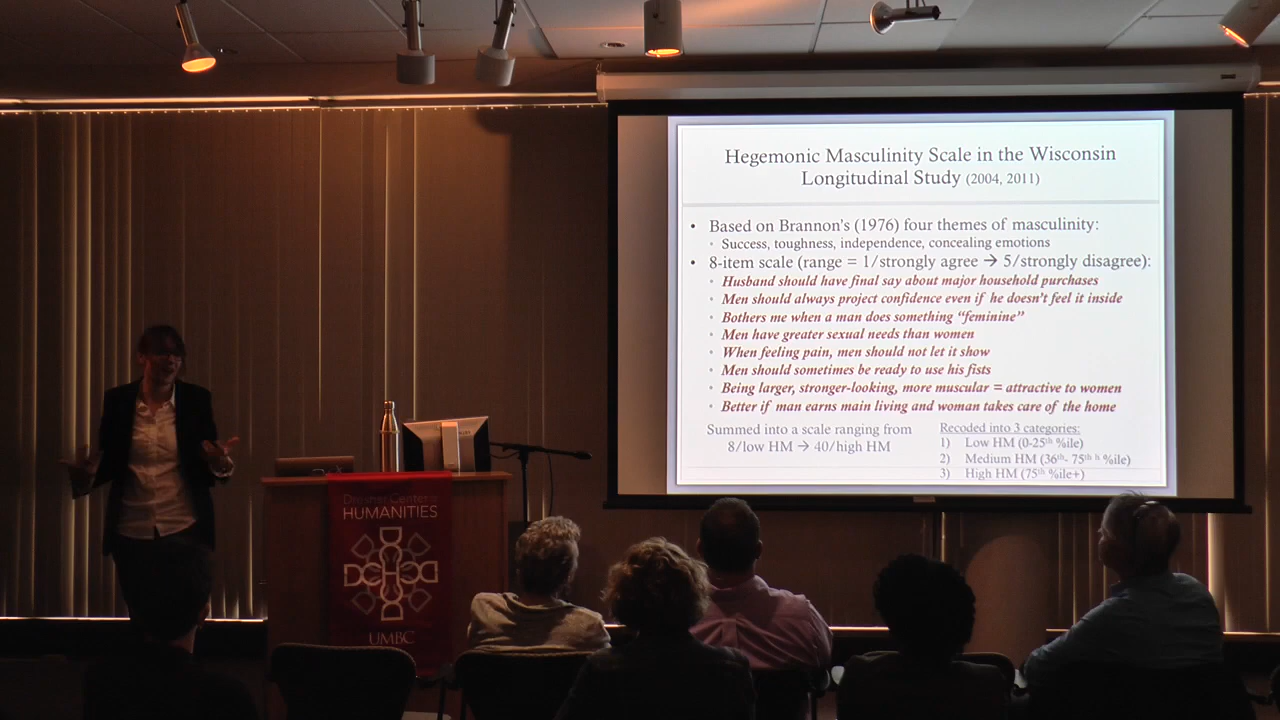 Hegemonic Masculinity Scale in the Wisconsin
Longitudinal Study (2004, 2011)
• Based on Brannon's (1976) four themes of masculinity:
• Success, toughness, independence, concealing emotions
• 8-item scale (range = 1/strongly agree → 5/strongly disagree):
• Husband should have final say about major household purchases
• Men should always project confidence even if he doesn't feel it inside
• Bothers me when a man does something “feminine”
• Men have greater sexual needs than women
• When feeling pain, men should not let it show
• Men should sometimes be ready to use his fists
• Being larger, stronger-looking, more muscular = attractive to women
• Better if man earns main living and woman takes care of the home
Summed into a scale ranging from
8/low HM → 40/high HM
Recoded into 3 categories:
1) Low HM (0-25th %ile)
2) Medium HM (36th- 75th h %ile)
3) High HM (75th %ile+)
Dresher Center
HUMANITIES
UMBC